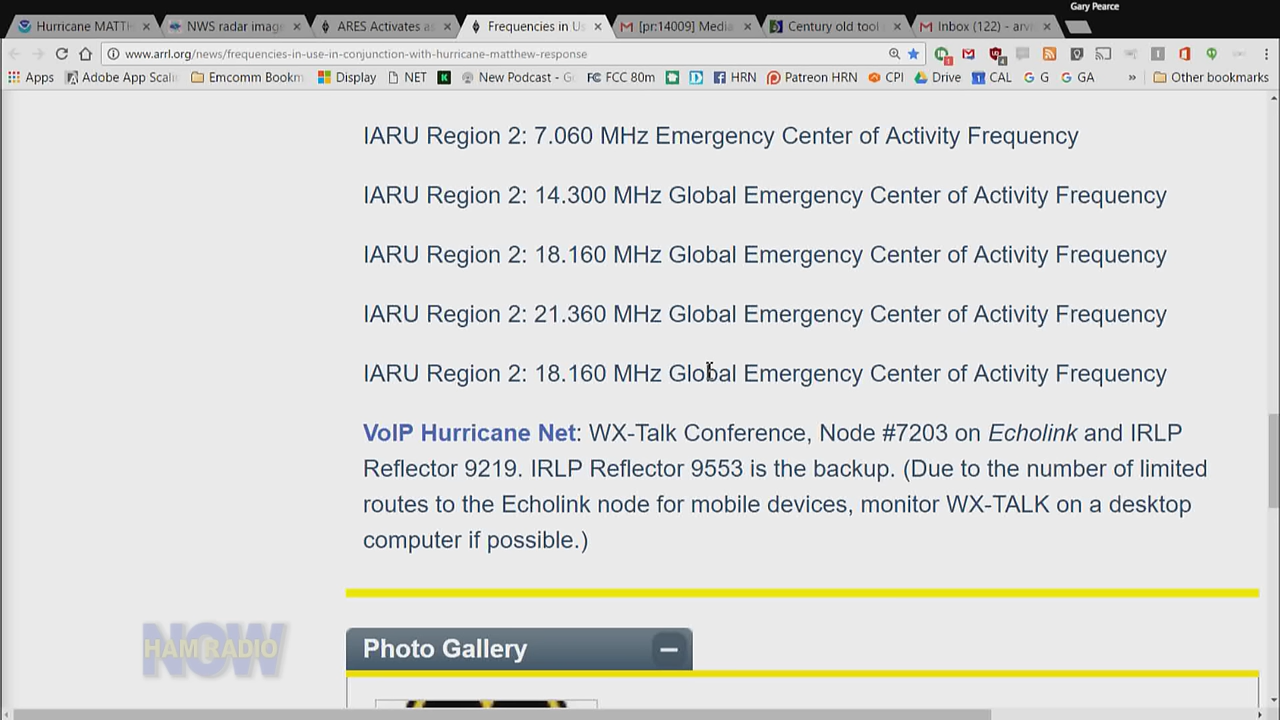 Gary Pearce
Hurricane MATTH
NWS radar image
ARES Activates as
Frequencies in Us
[pr:14009] Media
Century old tool
Inbox (122) - arv
www.arrl.org/news/frequencies-in-use-in-conjunction-with-hurricane-matthew-response
Apps Adobe App Scali Emcomm Bookm Display NET New Podcast - G FCC 80m HRN Patreon HRN CPI Drive CAL G G GA » Other bookmarks
IARU Region 2: 7.060 MHz Emergency Center of Activity Frequency
IARU Region 2: 14.300 MHz Global Emergency Center of Activity Frequency
IARU Region 2: 18.160 MHz Global Emergency Center of Activity Frequency
IARU Region 2: 21.360 MHz Global Emergency Center of Activity Frequency
IARU Region 2: 18.160 MHz Global Emergency Center of Activity Frequency
VoIP Hurricane Net: WX-Talk Conference, Node #7203 on Echolink and IRLP
Reflector 9219. IRLP Reflector 9553 is the backup. (Due to the number of limited
routes to the Echolink node for mobile devices, monitor WX-TALK on a desktop
computer if possible.)
HAM RADIO
NOW
Photo Gallery